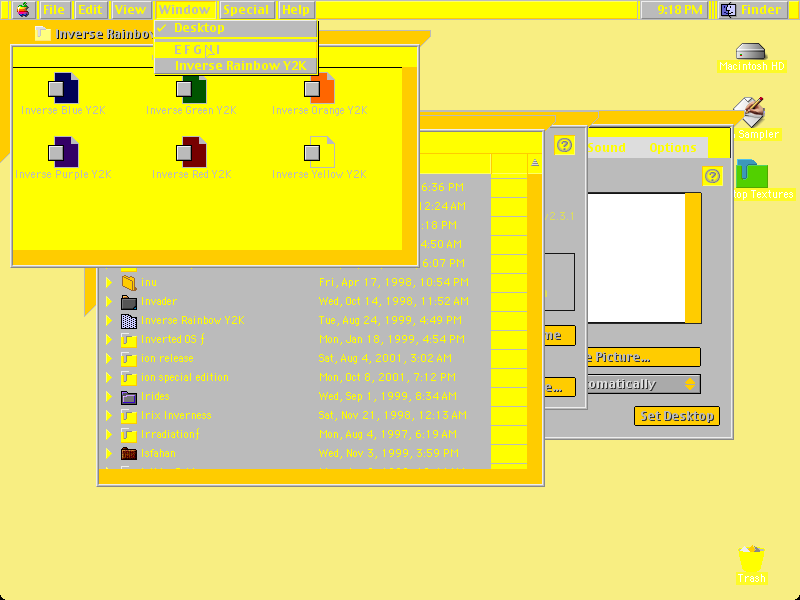 File Edit View Window Special Help 9:18 PM Finder
Desktop
E F G H I
Inverse Rainbow Y2K
Inverse Rainbo
Macintosh HD
Inverse Blue Y2K Inverse Green Y2K Inverse Orange Y2K
Inverse Purple Y2K Inverse Red Y2K Inverse Yellow Y2K
Sampler
Sound Options
6:36 PM
12:24 AM
:18 PM
4:50 AM
6:07 PM
v2.3.1
inu Fri, Apr 17, 1998, 10:54 PM
Invader Wed, Oct 14, 1998, 11:52 AM
Inverse Rainbow Y2K Tue, Aug 24, 1999, 4:49 PM
Inverted OS ƒ Mon, Jan 18, 1999, 4:54 PM
ion release Sat, Aug 4, 2001, 3:02 AM
ion special edition Mon, Oct 8, 2001, 7:12 PM
Irides Wed, Sep 1, 1999, 8:34 AM
Irix Inverness Sat, Nov 21, 1998, 12:13 AM
Irradiationƒ Mon, Aug 4, 1997, 6:19 AM
Isfahan Wed, Nov 3, 1999, 3:59 PM
me
e...
e Picture...
omatically
Set Desktop
top Textures
Trash